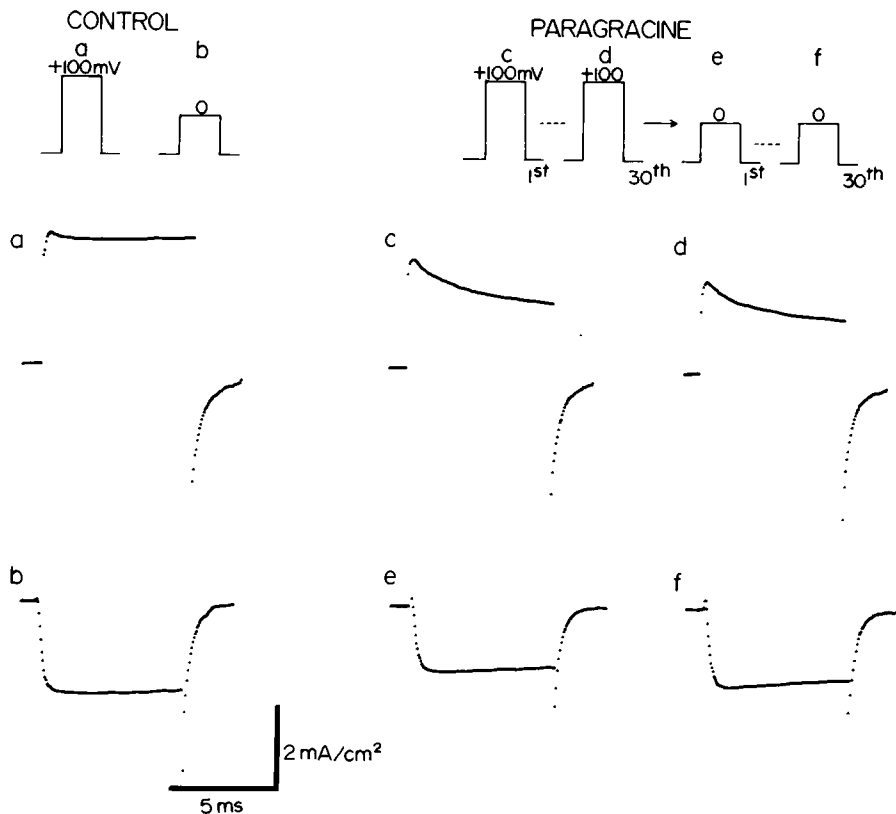 CONTROL
a
+100mV
b
0
PARAGRACINE
c
+100mV
1st
d
+100
30th
e
0
1st
f
0
30th
a
c
d
b
e
f
2 mA/cm²
5 ms